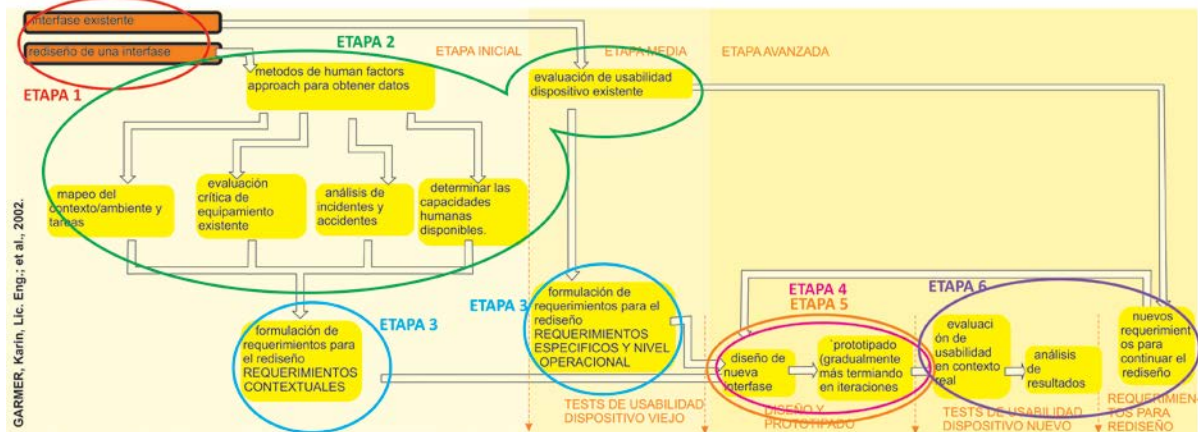 interfase existente
rediseño de una interfase
ETAPA 1
ETAPA 2
ETAPA INICIAL
ETAPA MEDIA
ETAPA AVANZADA
metodos de human factors
approach para obtener datos
evaluación de usabilidad
dispositivo existente
mapeo del
contexto/ambiente y
tareas
evaluación
crítica de
equipamiento
existente
análisis de
incidentes y
accidentes
determinar las
capacidades
humanas
disponibles.
GARMER, Karin, Lic. Eng.; et al., 2002.
ETAPA 3
formulación de
requerimientos para
el rediseño
REQUERIMIENTOS
CONTEXTUALES
ETAPA 3
formulación de
requerimientos para el
rediseño
REQUERIMIENTOS
ESPECIFICOS Y NIVEL
OPERACIONAL
ETAPA 4
ETAPA 5
diseño de
nueva
interfase
prototipado
(gradualmente
más termiando
en iteraciones
ETAPA 6
evaluaci
ón de
usabilidad
en contexto
real
análisis
de
resultados
nuevos
requerimient
os para
continuar el
rediseño
TESTS DE USABILIDAD
DISPOSITIVO VIEJO
DISEÑO Y
PROTOTIPADO
TESTS DE USABILIDAD
DISPOSITIVO NUEVO
REQUERIMIEN-
TOS PARA
REDISEÑO